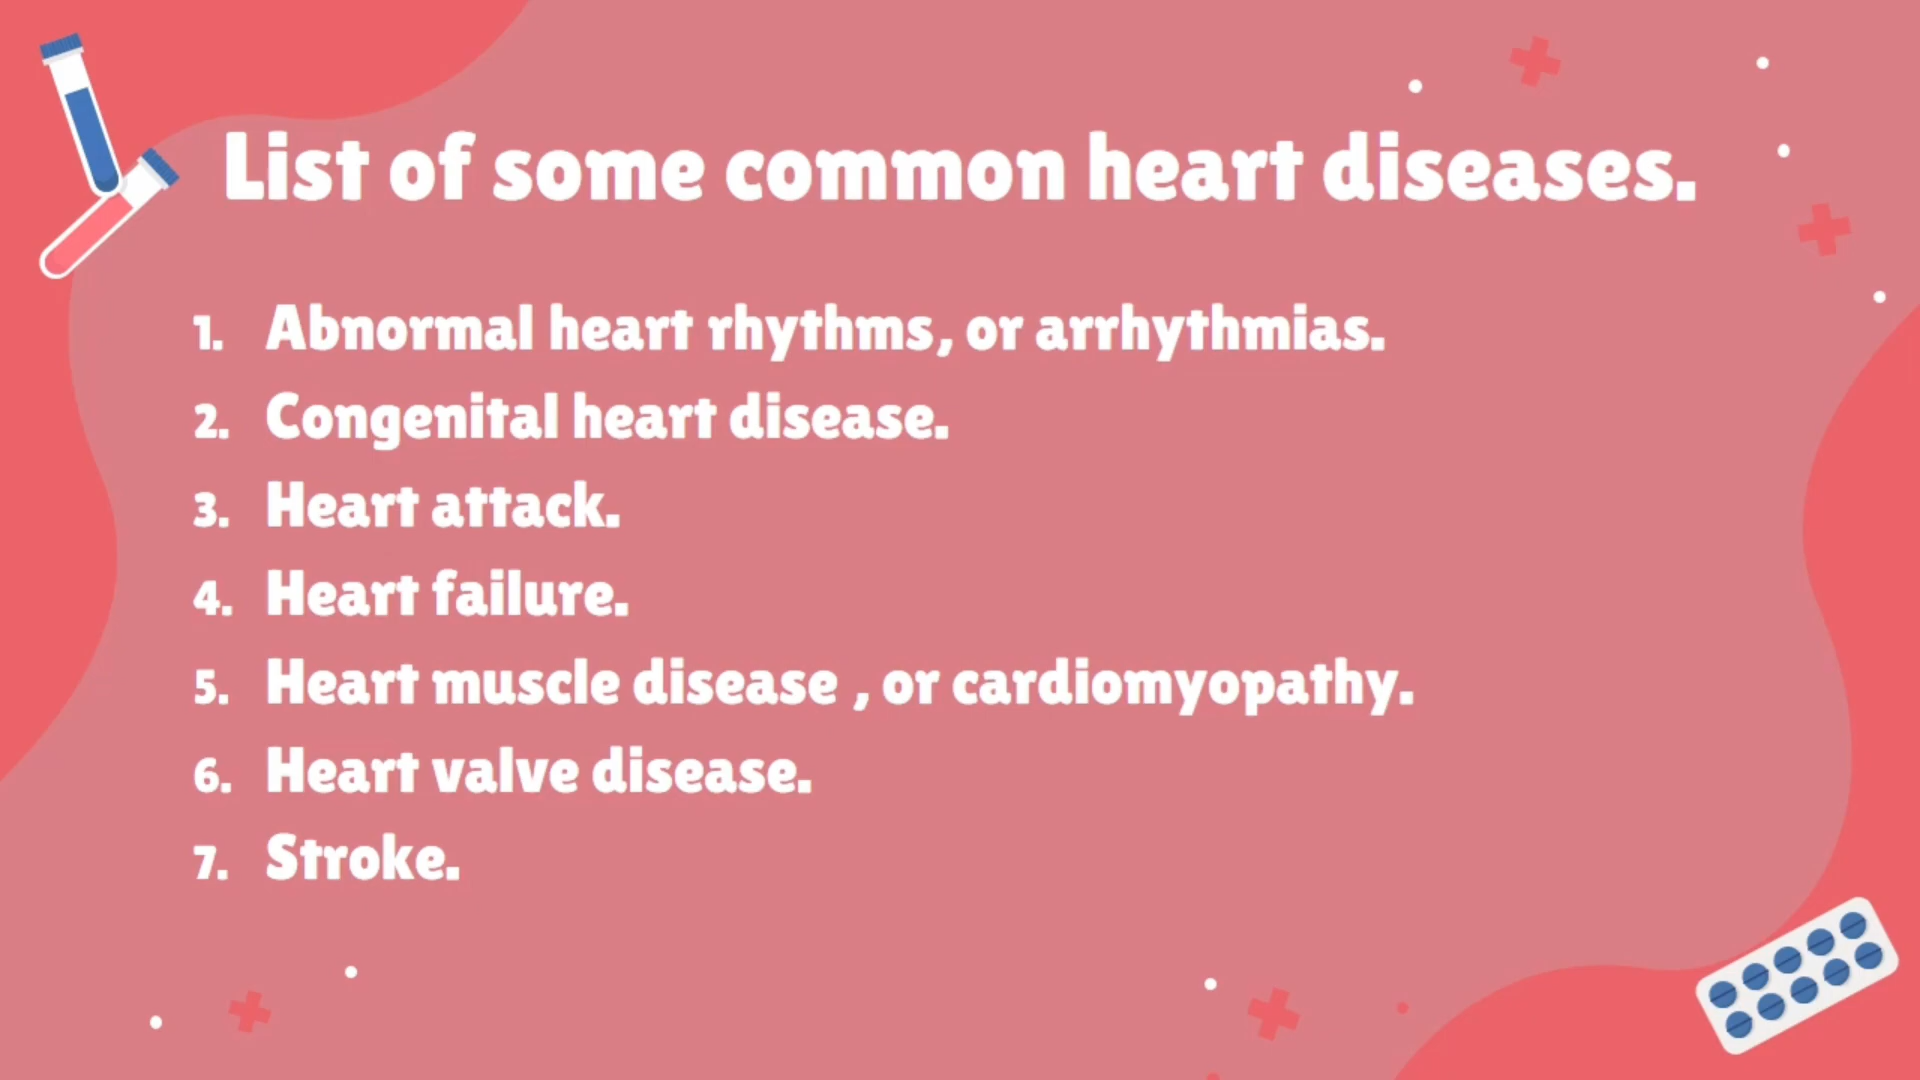 List of some common heart diseases.
1. Abnormal heart rhythms, or arrhythmias.
2. Congenital heart disease.
3. Heart attack.
4. Heart failure.
5. Heart muscle disease , or cardiomyopathy.
6. Heart valve disease.
7. Stroke.